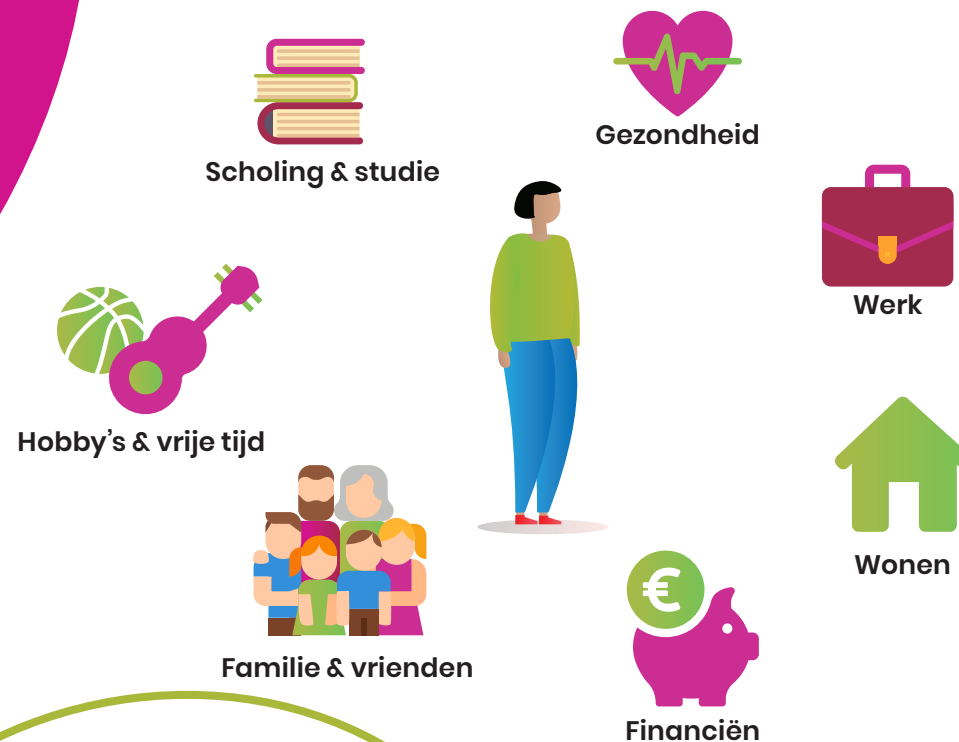 Gezondheid
Scholing & studie
Werk
Hobby’s & vrije tijd
Wonen
Familie & vrienden
Financiën
€